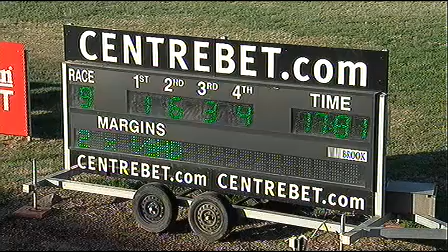 CENTREBET.com
RACE 1ST 2ND 3RD 4TH TIME
9 1 6 3 4 17:81
MARGINS
BROOK
CENTREBET.com CENTREBET.com